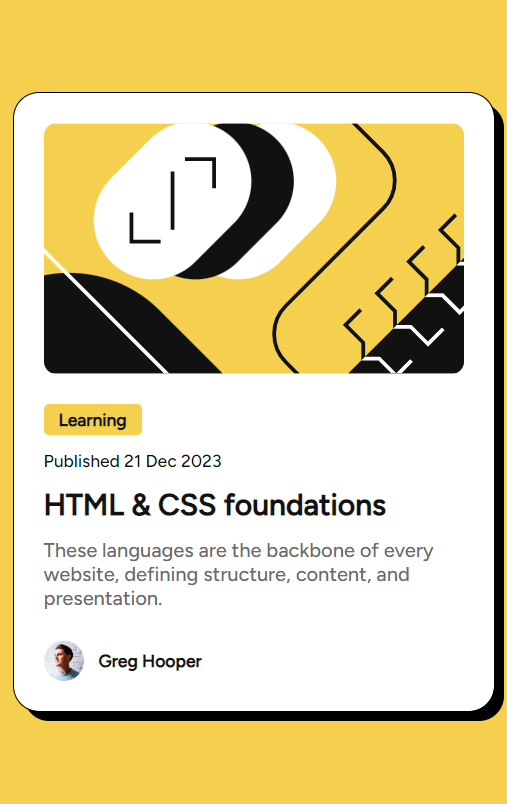 Learning
Published 21 Dec 2023
HTML & CSS foundations
These languages are the backbone of every
website, defining structure, content, and
presentation.
Greg Hooper